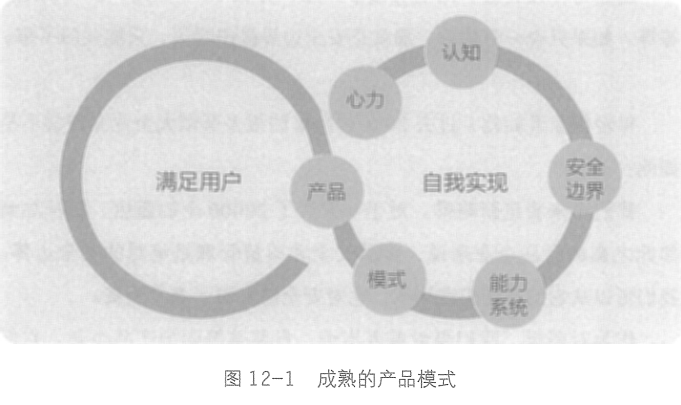 认知
心力
满足用户
产品
自我实现
安全
边界
模式
能力
系统
图 12-1 成熟的产品模式